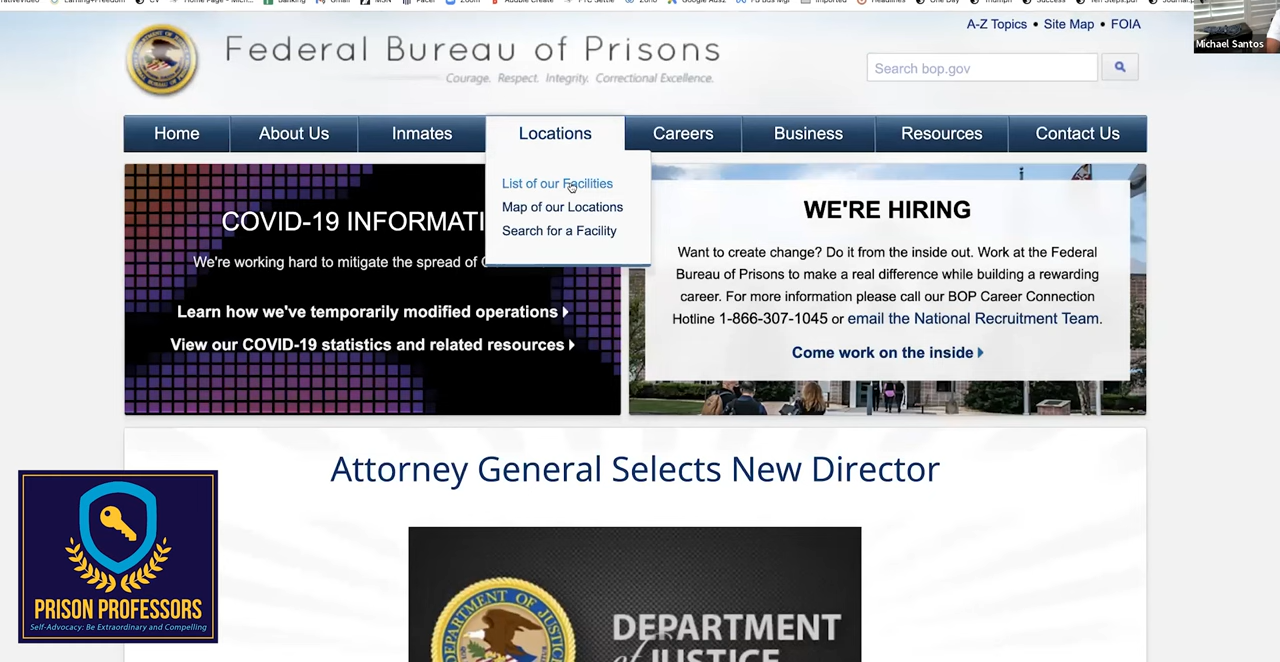 A-Z Topics • Site Map • FOIA
Federal Bureau of Prisons
Courage. Respect. Integrity. Correctional Excellence.
Search bop.gov
Michael Santos
Home About Us Inmates Locations Careers Business Resources Contact Us
List of our Facilities
Map of our Locations
Search for a Facility
COVID-19 INFORMATI
We're working hard to mitigate the spread of
Learn how we've temporarily modified operations
View our COVID-19 statistics and related resources
WE'RE HIRING
Want to create change? Do it from the inside out. Work at the Federal
Bureau of Prisons to make a real difference while building a rewarding
career. For more information please call our BOP Career Connection
Hotline 1-866-307-1045 or email the National Recruitment Team.
Come work on the inside
Attorney General Selects New Director
DEPARTMENT OF JUSTICE
DEPARTMENT
of JUSTICE
PRISON PROFESSORS
Self-Advocacy: Be Extraordinary and Compelling